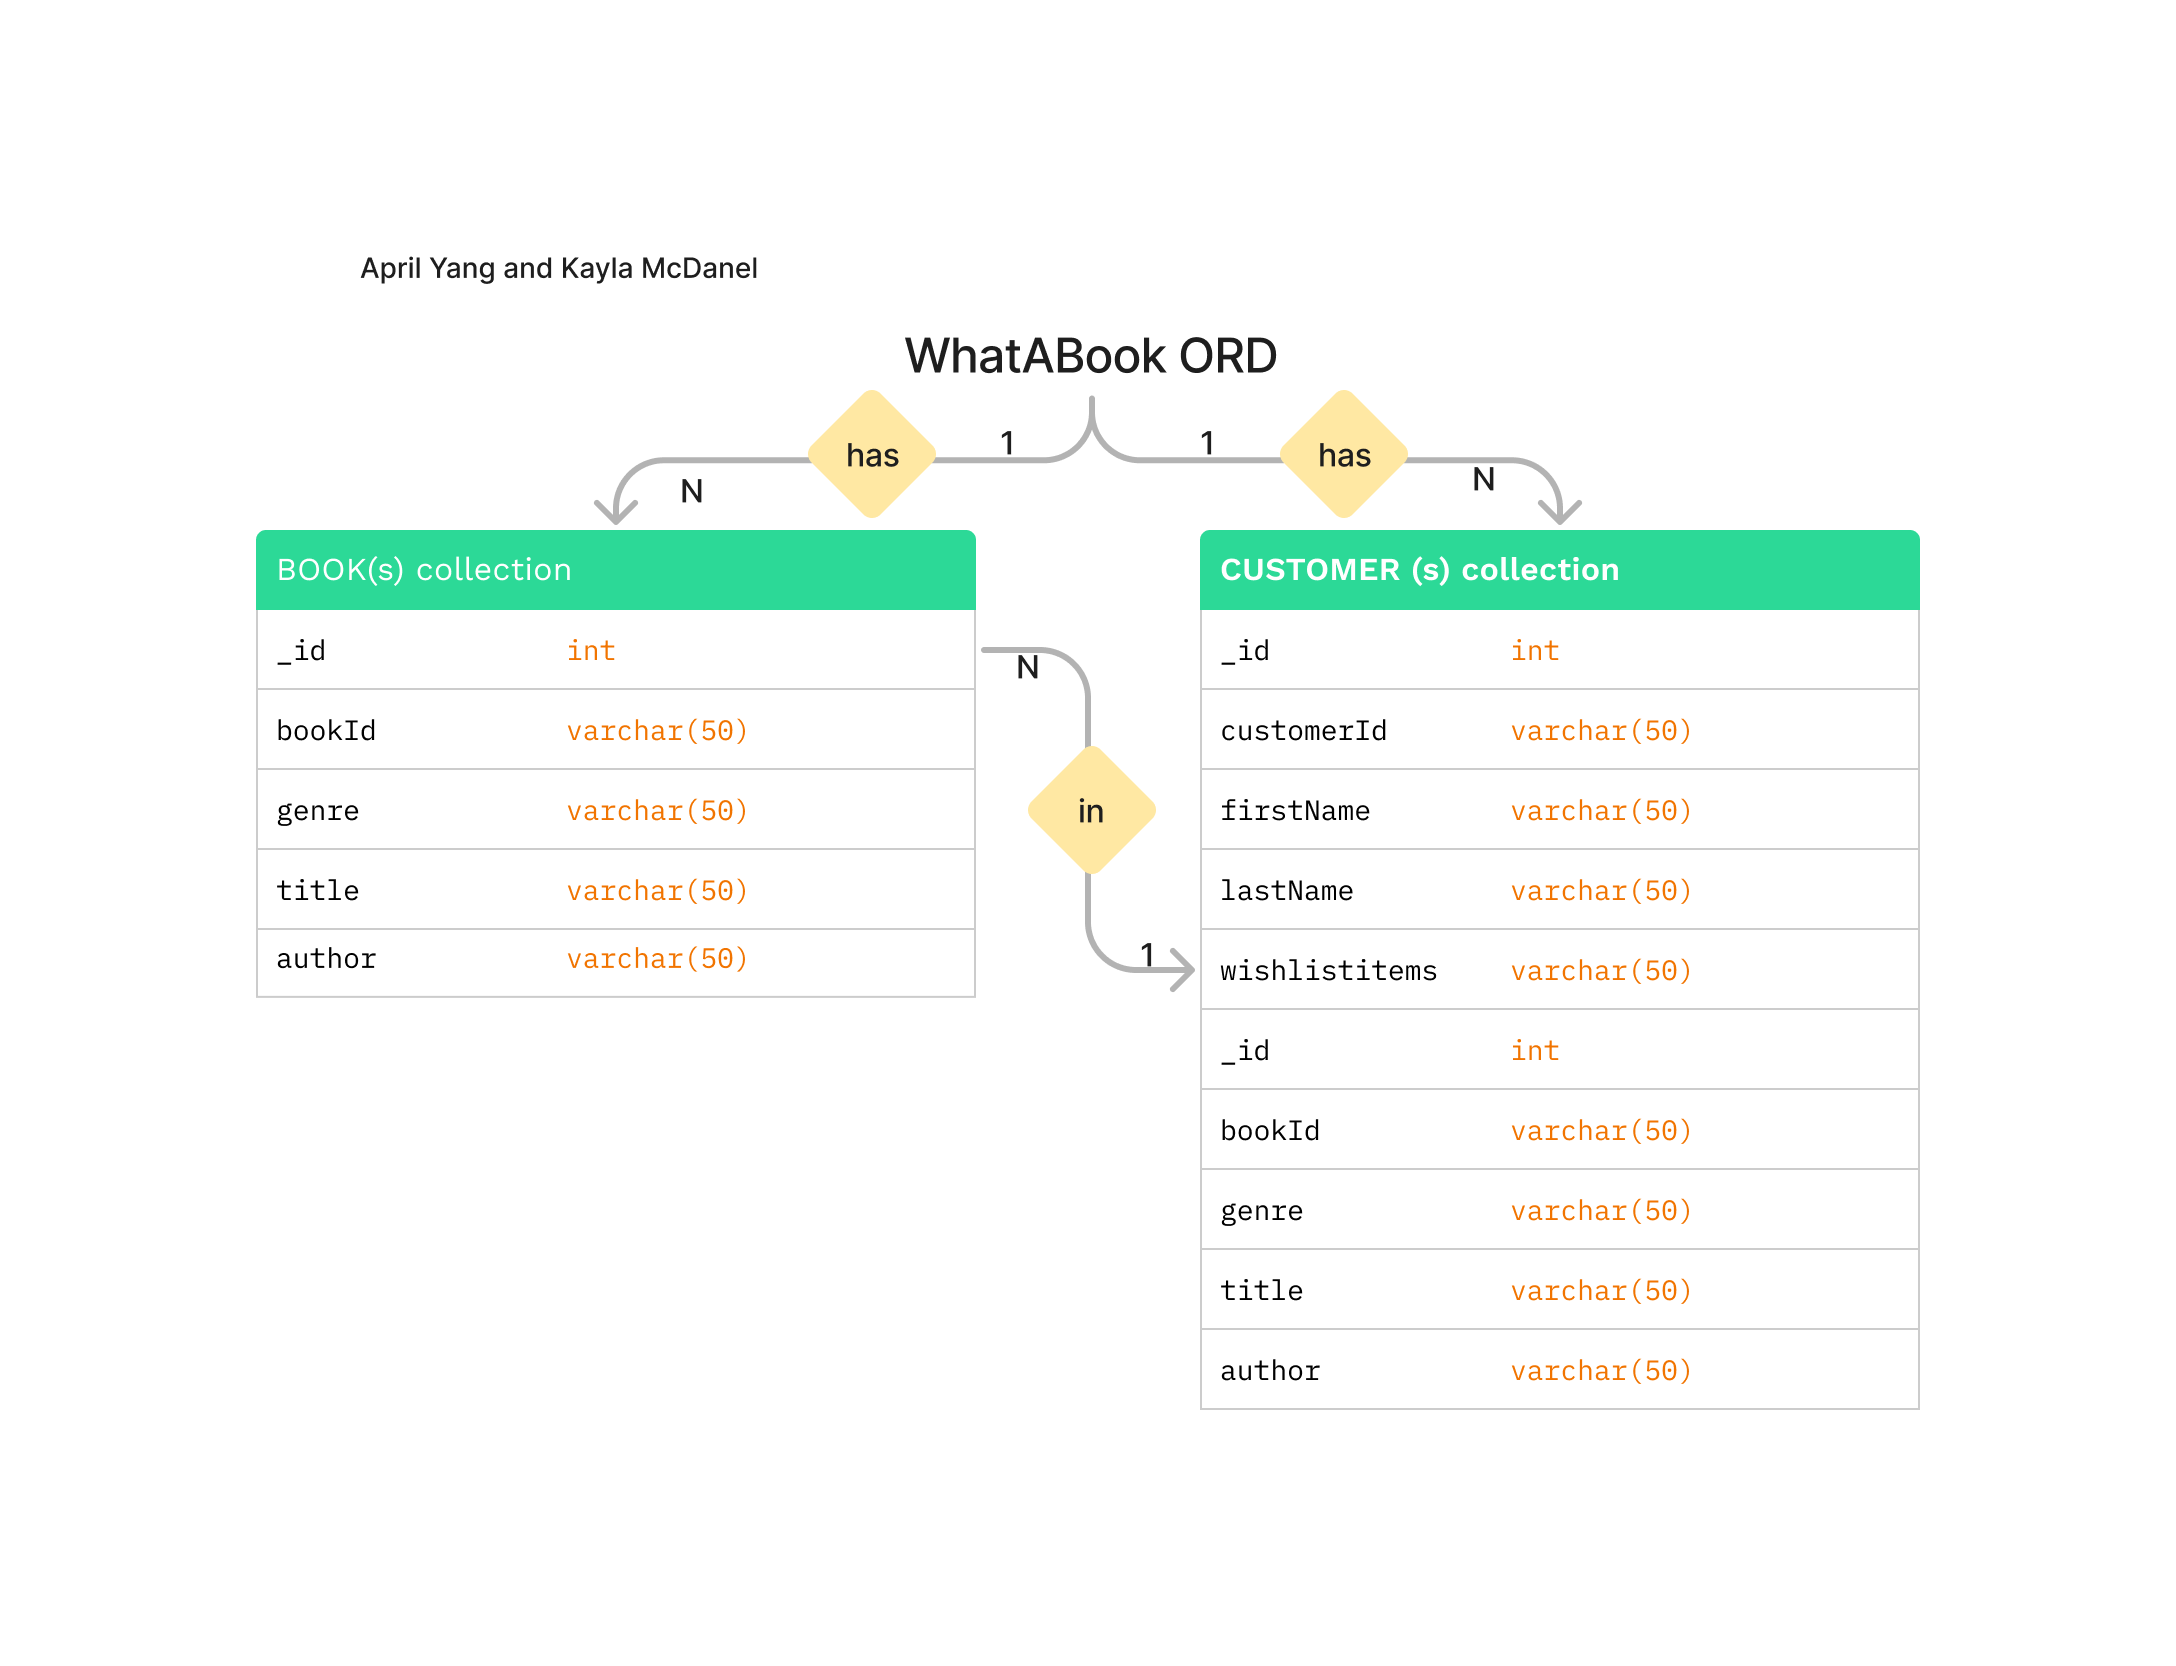 April Yang and Kayla McDanel
WhatABook ORD
has
1
1
has
N
N
BOOK(s) collection
_id int
bookId varchar(50)
genre varchar(50)
title varchar(50)
author varchar(50)
N
in
1
CUSTOMER (s) collection
_id int
customerId varchar(50)
firstName varchar(50)
lastName varchar(50)
wishlistitems varchar(50)
_id int
bookId varchar(50)
genre varchar(50)
title varchar(50)
author varchar(50)